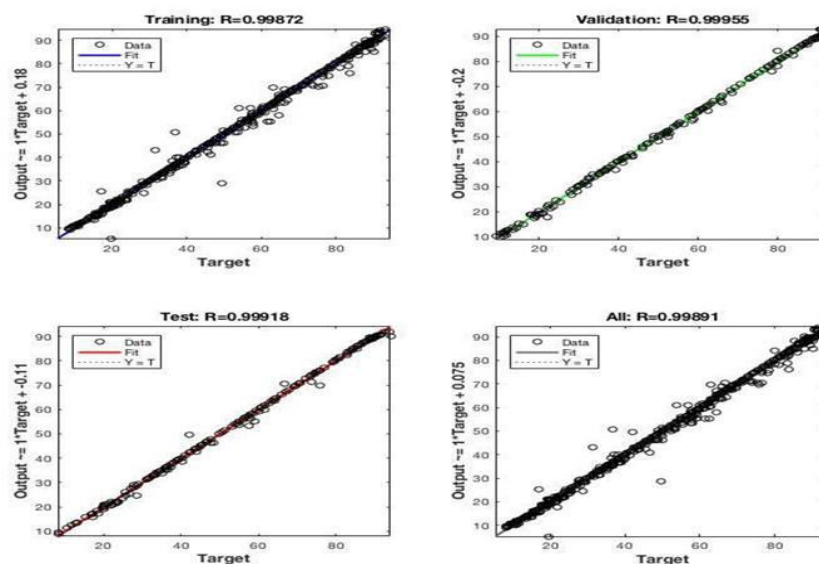 Training: R=0.99872
Output ~= 1*Target + 0.18
90
80
70
60
50
40
30
20
10
Data
Fit
Y = T
20 40 60 80
Target
Validation: R=0.99955
Output ~= 1*Target + -0.2
90
80
70
60
50
40
30
20
10
Data
Fit
Y = T
20 40 60 80
Target
Test: R=0.99918
Output ~= 1*Target + -0.11
90
80
70
60
50
40
30
20
10
Data
Fit
Y = T
20 40 60 80
Target
All: R=0.99891
Output ~= 1*Target + 0.075
90
80
70
60
50
40
30
20
10
Data
Fit
Y = T
20 40 60 80
Target